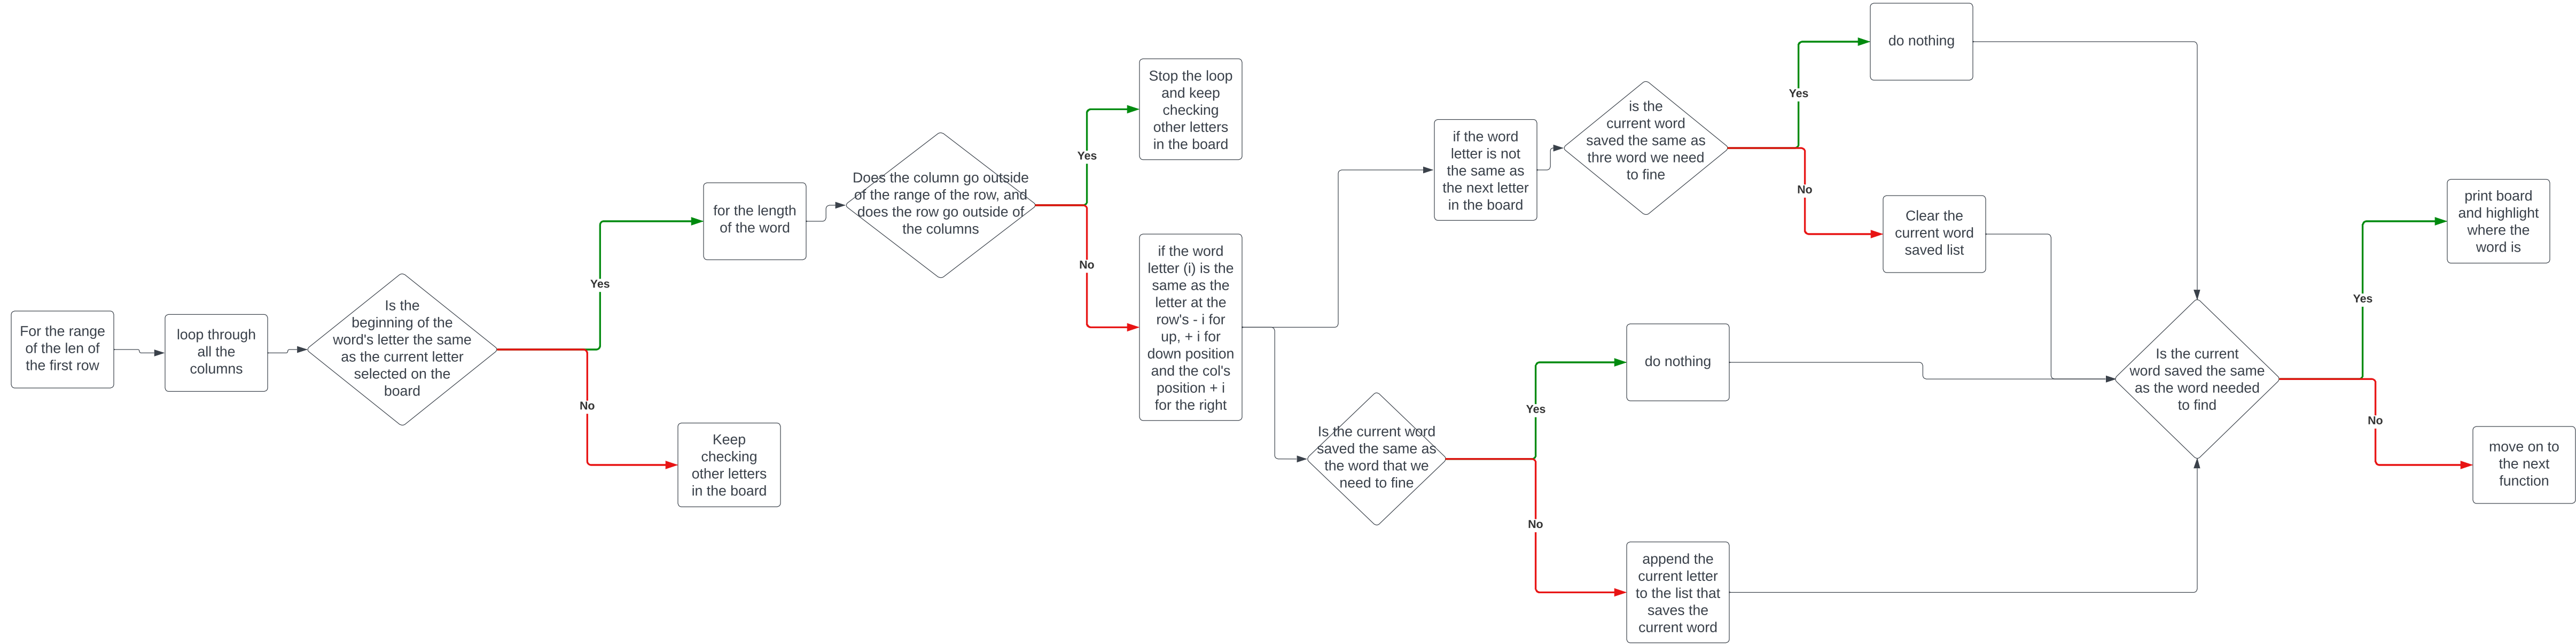 For the range
of the len of
the first row
loop through
all the
columns
Is the
beginning of the
word's letter the same
as the current letter
selected on the
board
Yes
No
for the length
of the word
Keep
checking
other letters
in the board
Does the column go outside
of the range of the row, and
does the row go outside of
the columns
Yes
No
Stop the loop
and keep
checking
other letters
in the board
if the word
letter (i) is the
same as the
letter at the
row's - i for
up, + i for
down position
and the col's
position + i
for the right
if the word
letter is not
the same as
the next letter
in the board
is the
current word
saved the same as
thre word we need
to fine
Yes
No
do nothing
Clear the
current word
saved list
Is the current word
saved the same as
the word that we
need to fine
Yes
No
do nothing
append the
current letter
to the list that
saves the
current word
Is the current
word saved the same
as the word needed
to find
Yes
No
print board
and highlight
where the
word is
move on to
the next
function